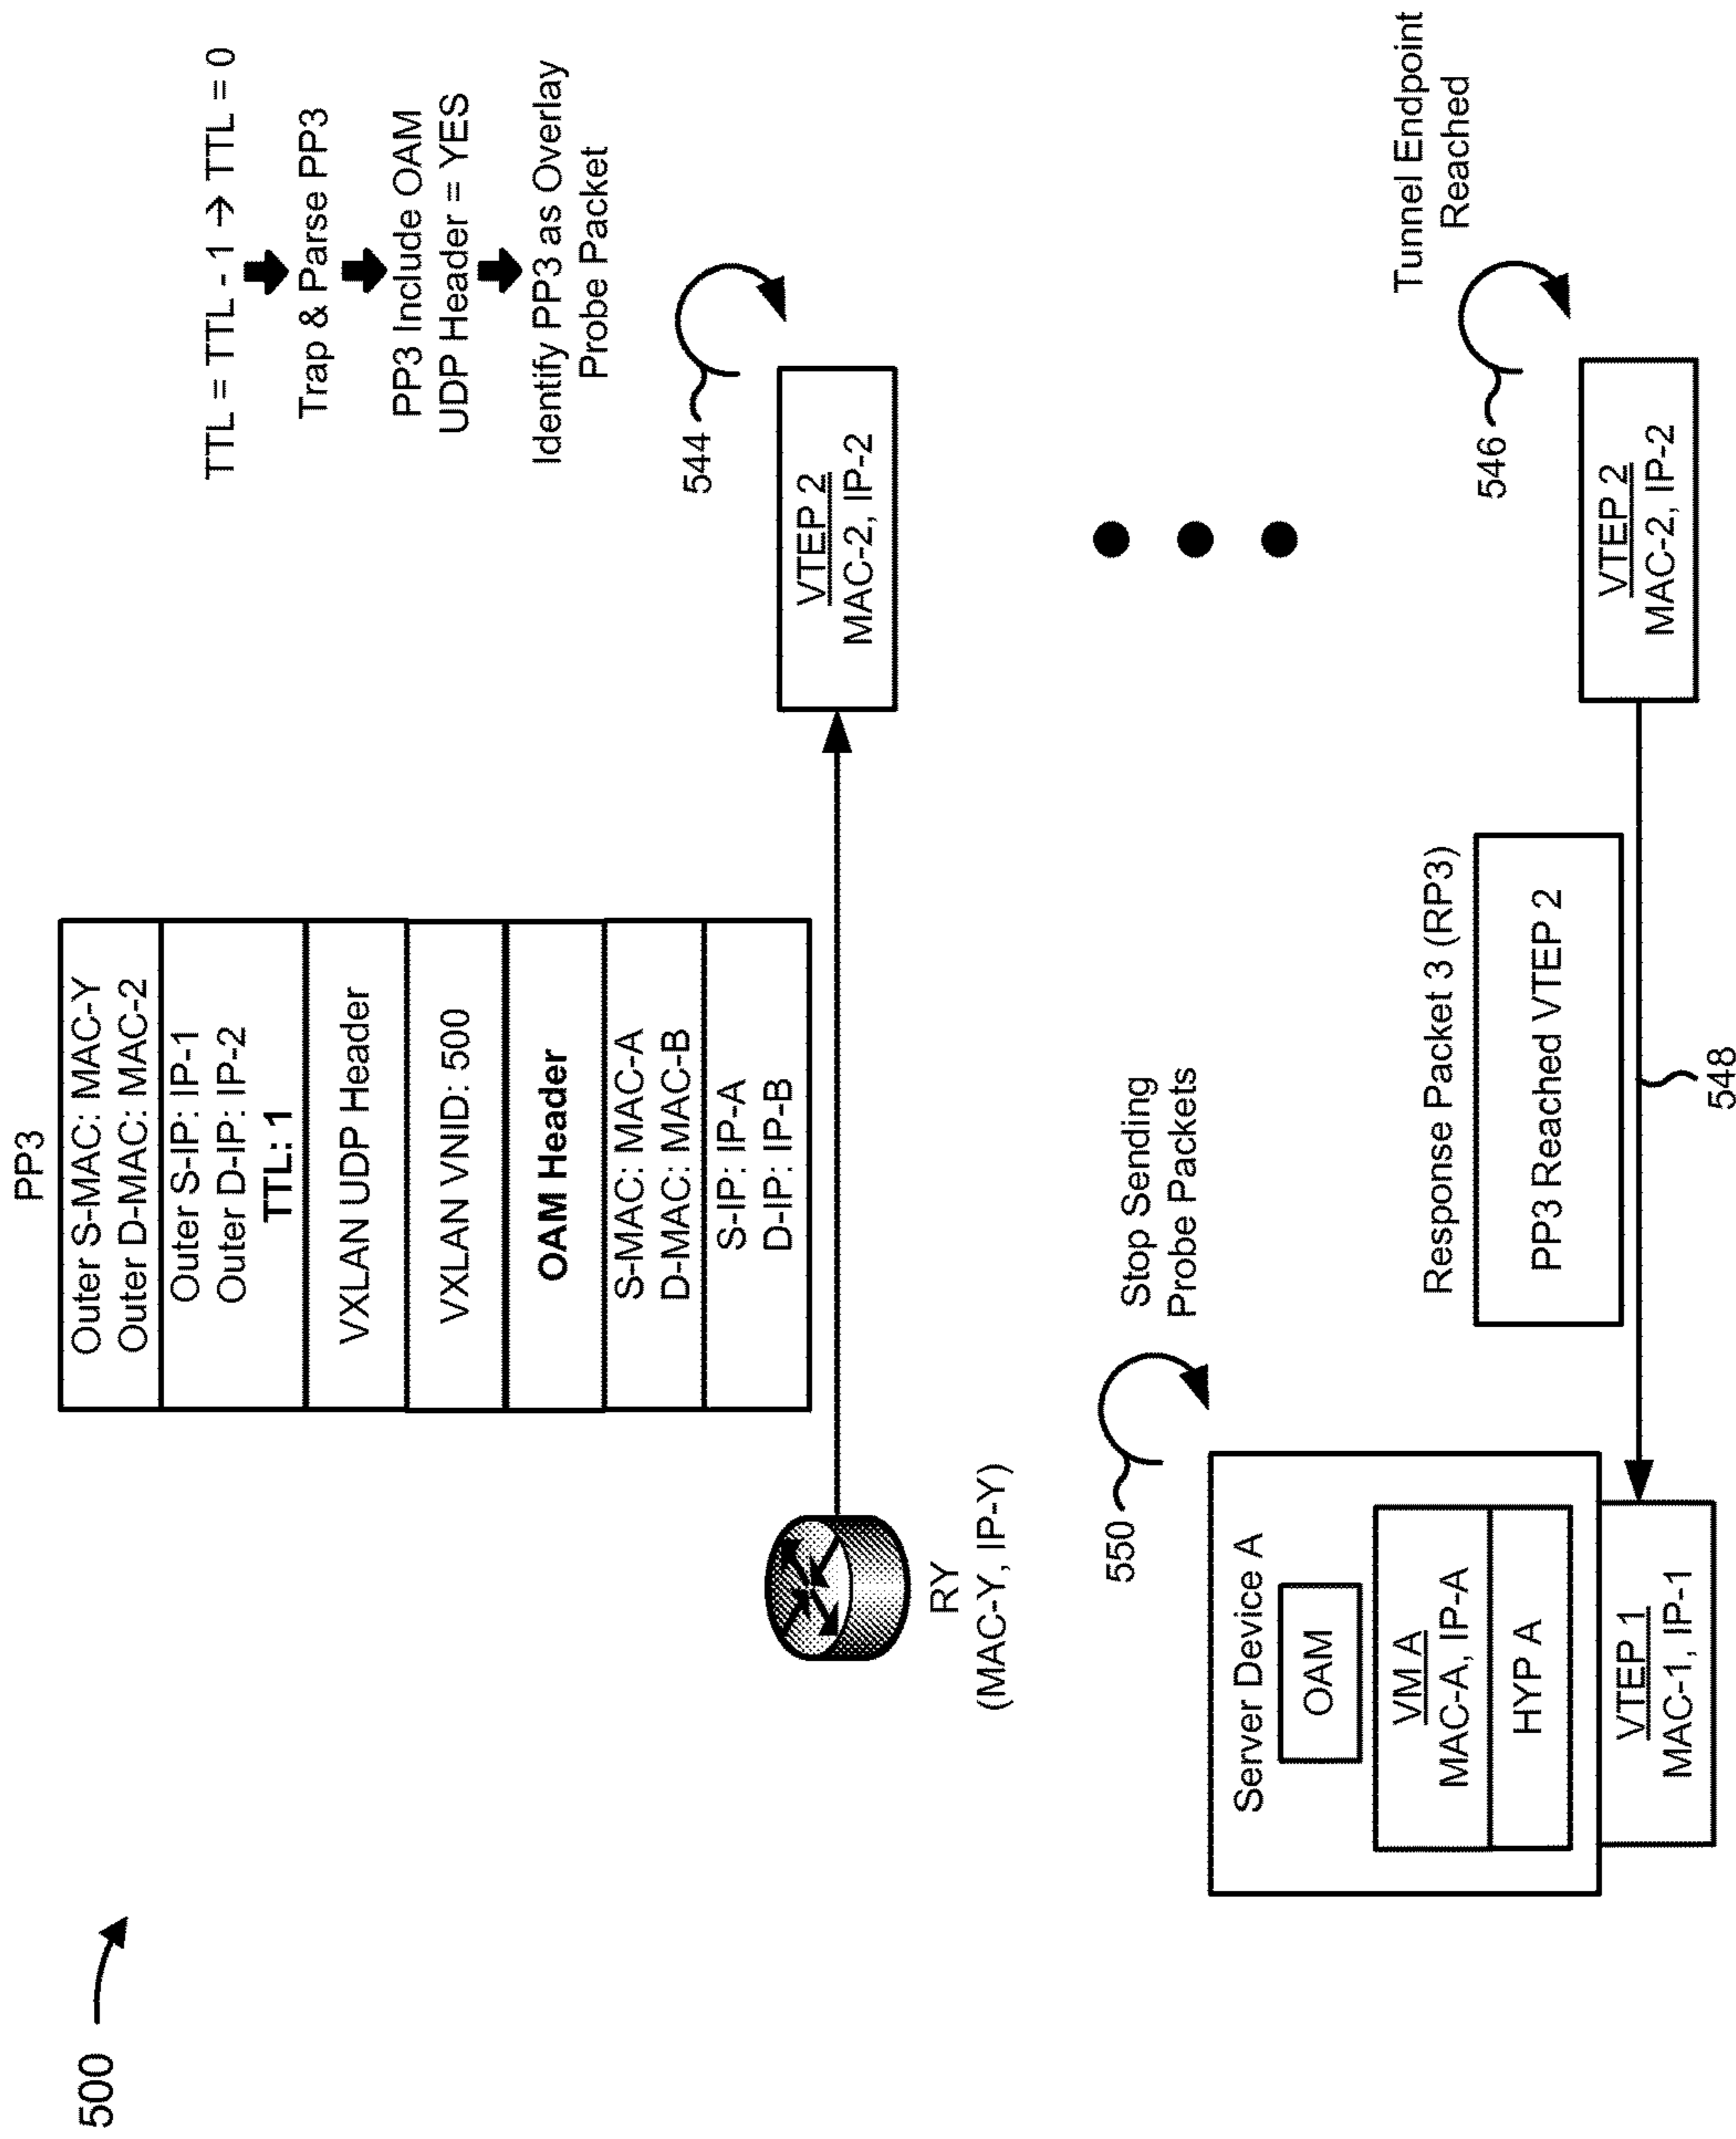 500
PP3
Outer S-MAC: MAC-Y
Outer D-MAC: MAC-2
Outer S-IP: IP-1
Outer D-IP: IP-2
TTL: 1
VXLAN UDP Header
VXLAN VNID: 500
OAM Header
S-MAC: MAC-A
D-MAC: MAC-B
S-IP: IP-A
D-IP: IP-B
TTL = TTL - 1 → TTL = 0
Trap & Parse PP3
PP3 Include OAM
UDP Header = YES
Identify PP3 as Overlay
Probe Packet
544
RY
(MAC-Y, IP-Y)
VTEP 2
MAC-2, IP-2
Stop Sending
Probe Packets
550
Server Device A
OAM
VM A
MAC-A, IP-A
HYP A
VTEP 1
MAC-1, IP-1
Response Packet 3 (RP3)
PP3 Reached VTEP 2
548
Tunnel Endpoint
Reached
546
VTEP 2
MAC-2, IP-2